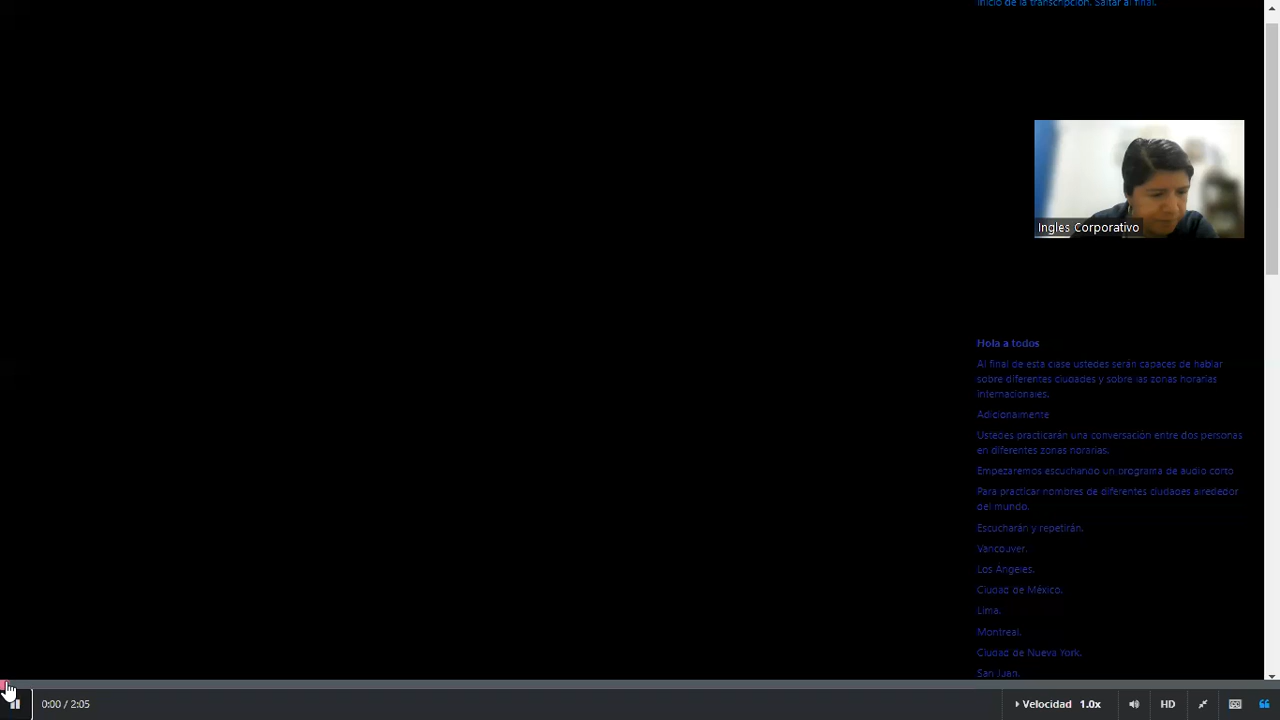 Inicio de la transcripción. Saltar al final.
Ingles Corporativo
Hola a todos
Al final de esta clase ustedes serán capaces de hablar
sobre diferentes ciudades y sobre las zonas horarias
internacionales.
Adicionalmente
Ustedes practicarán una conversación entre dos personas
en diferentes zonas horarias.
Empezaremos escuchando un programa de audio corto
Para practicar nombres de diferentes ciudades alrededor
del mundo.
Escucharán y repetirán.
Vancouver.
Los Angeles.
Ciudad de México.
Lima.
Montreal.
Ciudad de Nueva York.
San Juan.
0:00 / 2:05
Velocidad 1.0x
HD